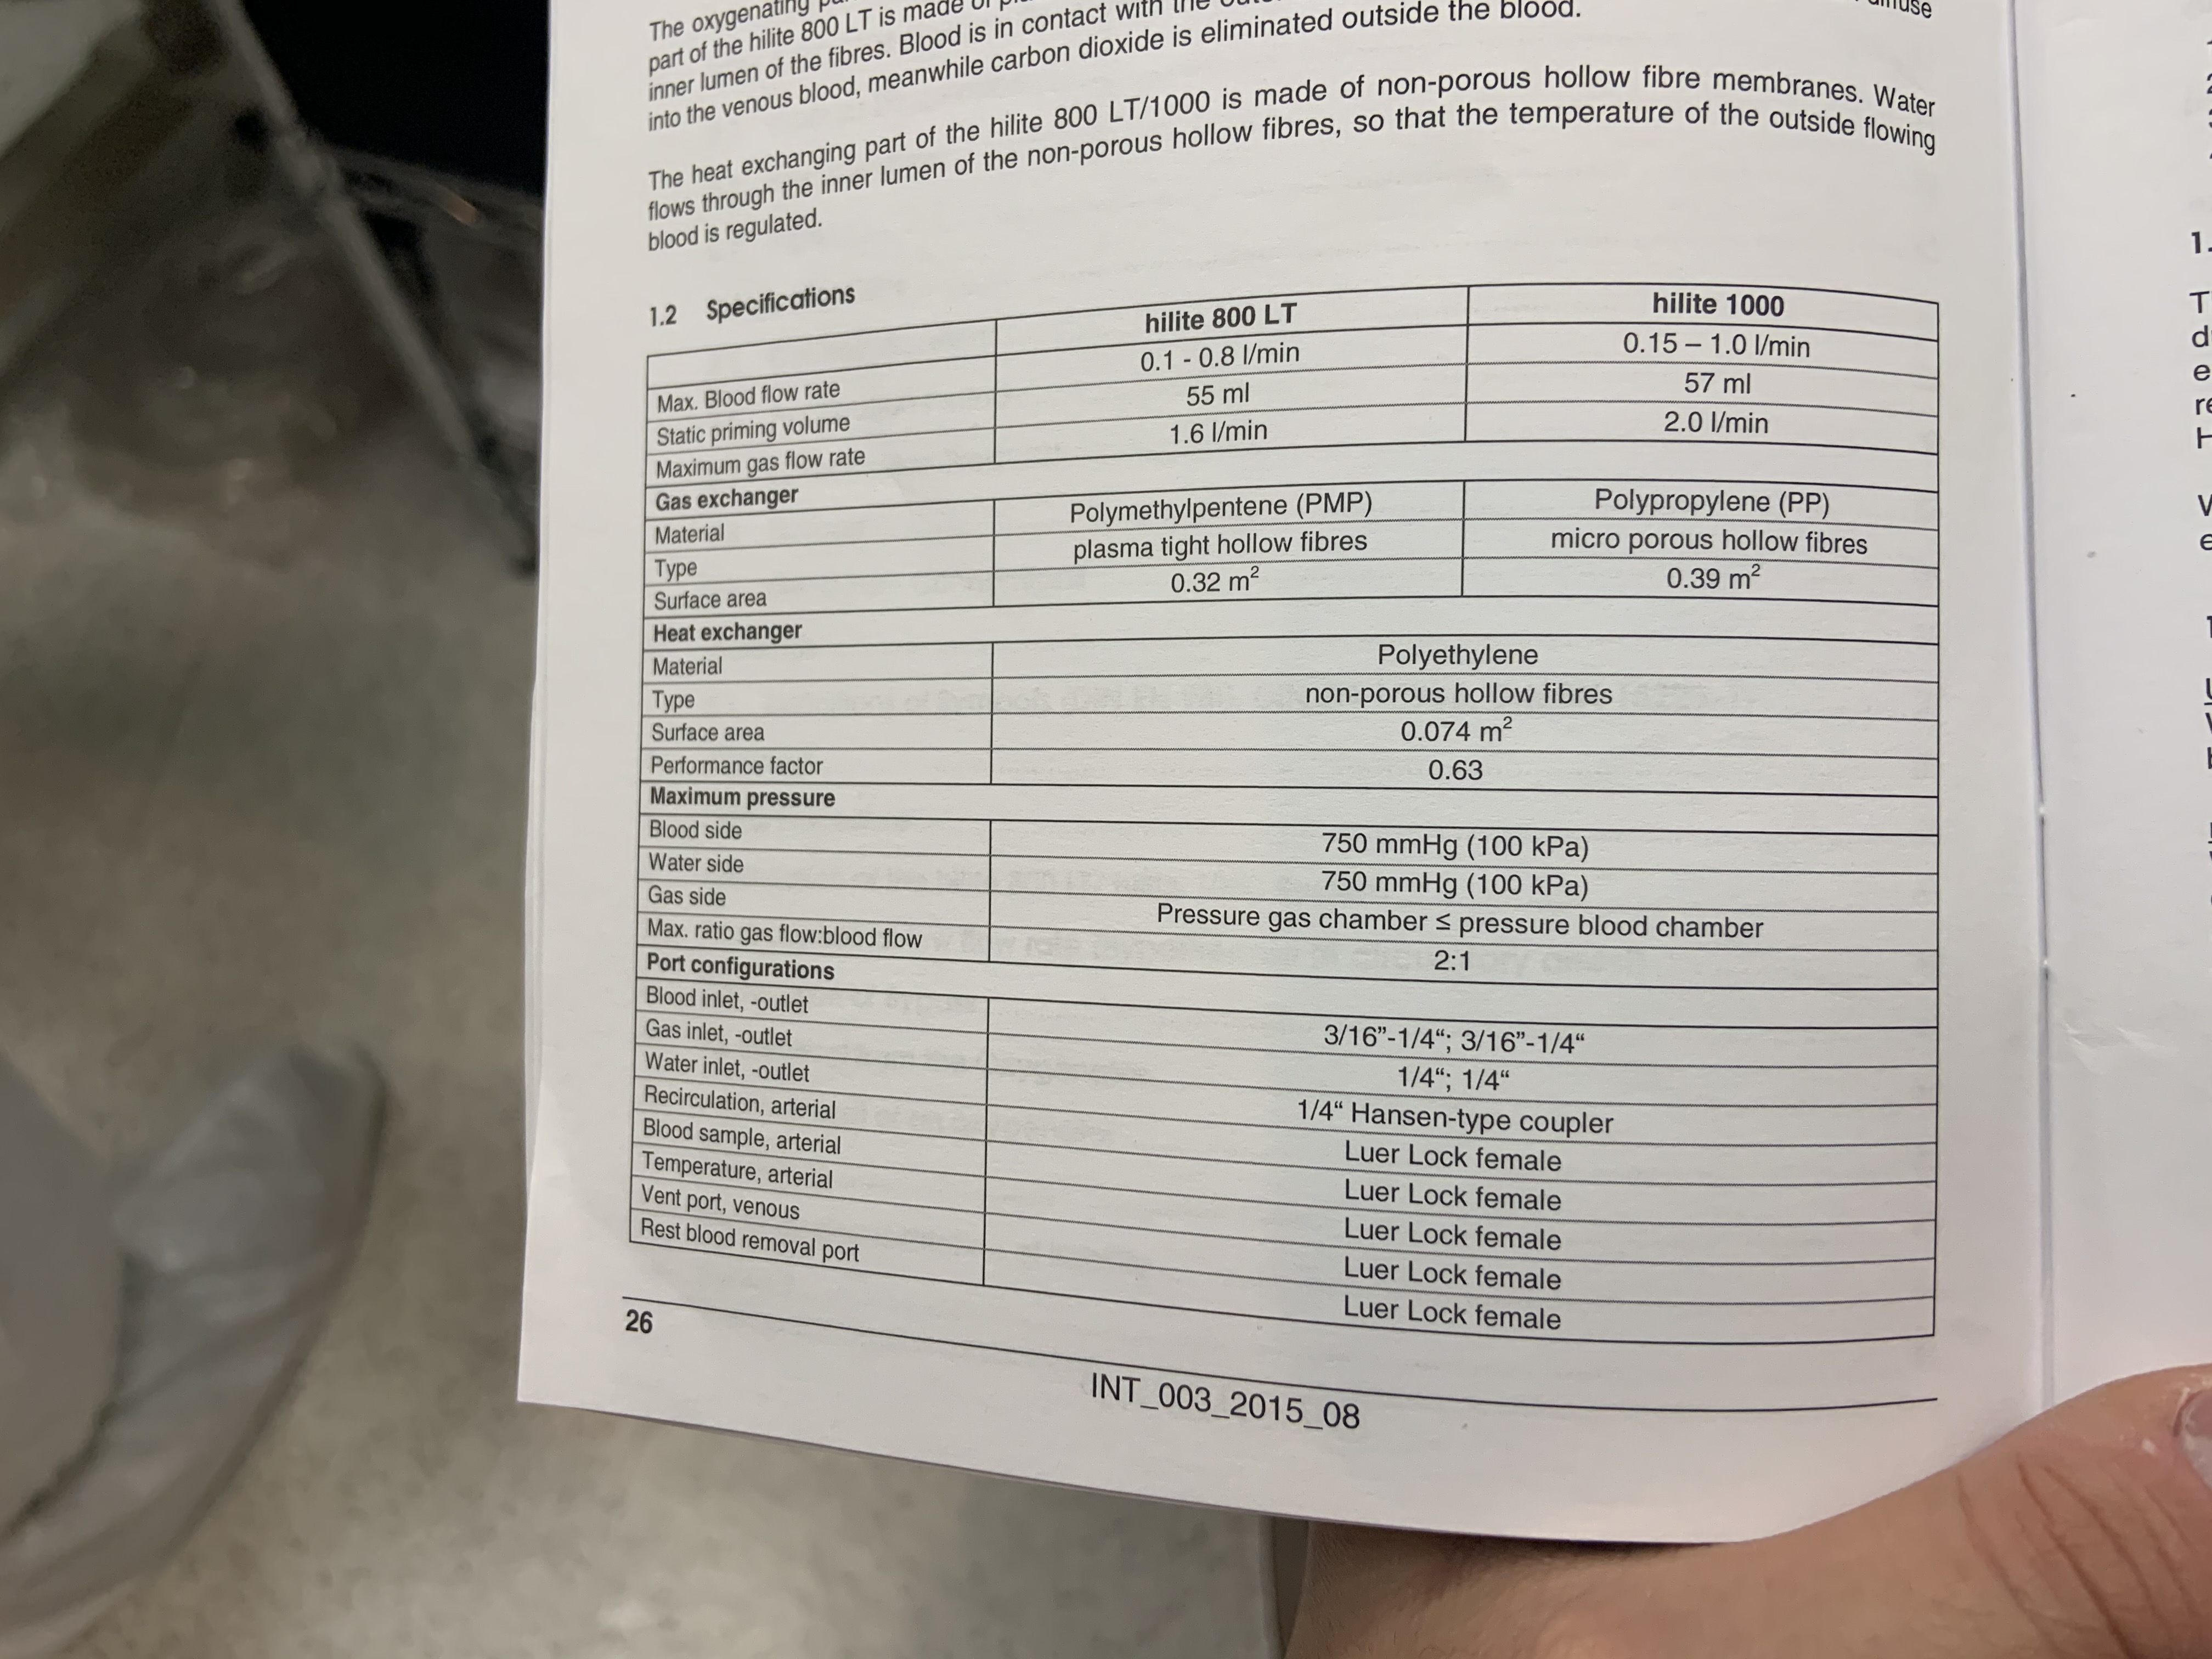 The oxygenating
part of the hilite 800 LT is made of
inner lumen of the fibres. Blood is in contact with the
into the venous blood, meanwhile carbon dioxide is eliminated outside the blood.
The heat exchanging part of the hilite 800 LT/1000 is made of non-porous hollow fibre membranes. Water
flows through the inner lumen of the non-porous hollow fibres, so that the temperature of the outside flowing
blood is regulated.
1.2 Specifications
hilite 800 LT hilite 1000
Max. Blood flow rate 0.1 - 0.8 l/min 0.15 – 1.0 l/min
Static priming volume 55 ml 57 ml
Maximum gas flow rate 1.6 l/min 2.0 l/min
Gas exchanger
Material Polymethylpentene (PMP) Polypropylene (PP)
Type plasma tight hollow fibres micro porous hollow fibres
Surface area 0.32 m² 0.39 m²
Heat exchanger
Material Polyethylene
Type non-porous hollow fibres
Surface area 0.074 m²
Performance factor 0.63
Maximum pressure
Blood side 750 mmHg (100 kPa)
Water side 750 mmHg (100 kPa)
Gas side Pressure gas chamber ≤ pressure blood chamber
Max. ratio gas flow:blood flow 2:1
Port configurations
Blood inlet, -outlet 3/16”-1/4“; 3/16”-1/4“
Gas inlet, -outlet 1/4“; 1/4“
Water inlet, -outlet 1/4“ Hansen-type coupler
Recirculation, arterial Luer Lock female
Blood sample, arterial Luer Lock female
Temperature, arterial Luer Lock female
Vent port, venous Luer Lock female
Rest blood removal port Luer Lock female
26
INT_003_2015_08